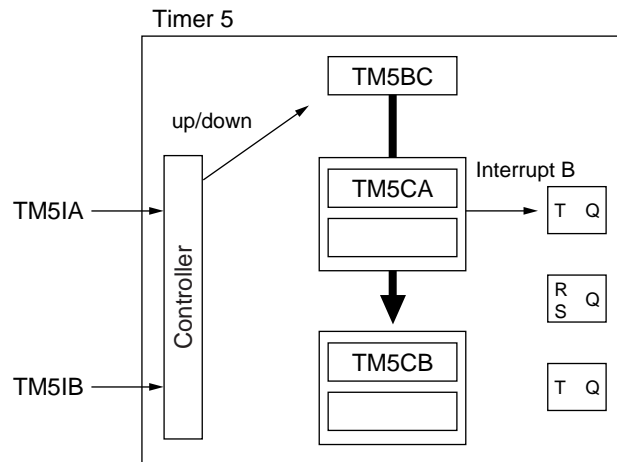 Timer 5
TM5BC
up/down
Interrupt B
TM5CA
TM5IA
T Q
Controller
R Q
S
TM5CB
TM5IB
T Q